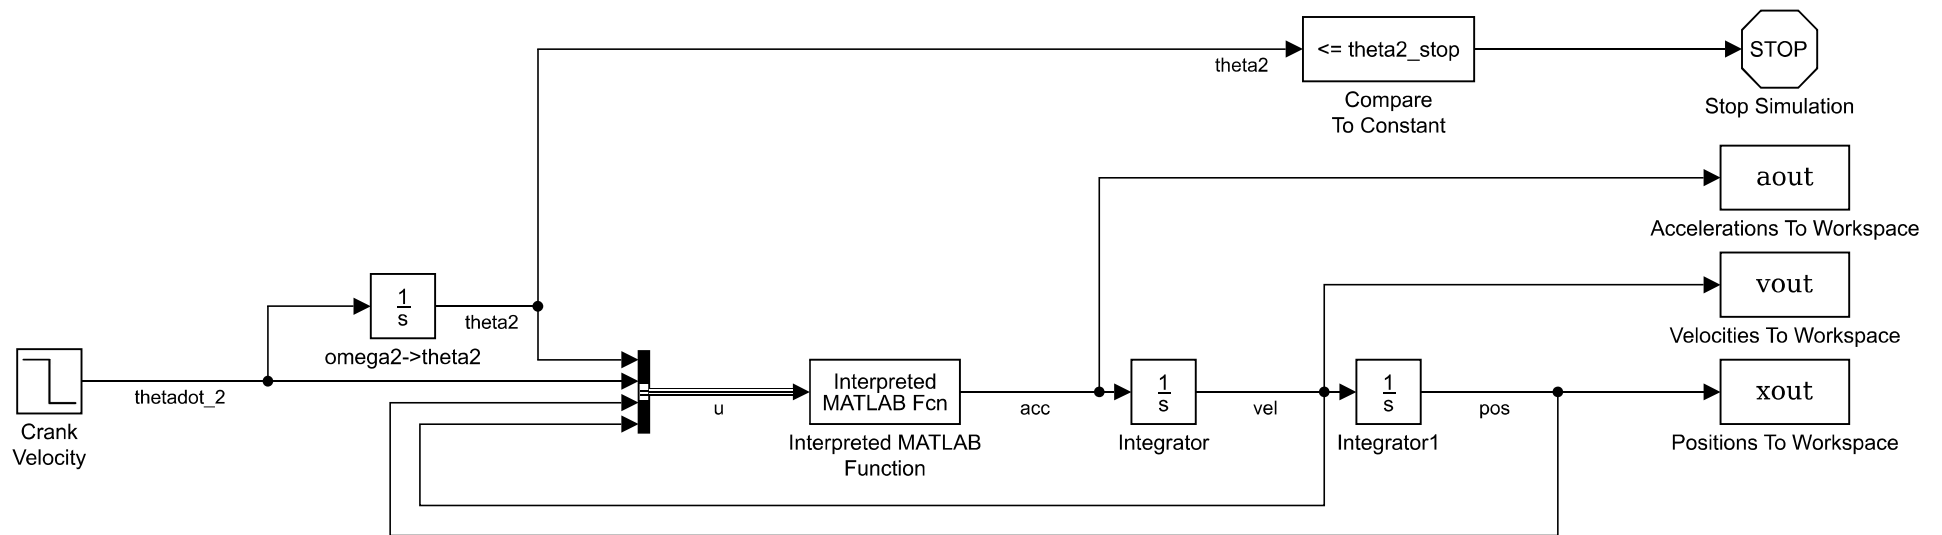 <= theta2_stop
STOP
theta2
Compare
To Constant
Stop Simulation
aout
Accelerations To Workspace
1
s
theta2
omega2->theta2
vout
Velocities To Workspace
thetadot_2
Crank
Velocity
u
Interpreted
MATLAB Fcn
Interpreted MATLAB
Function
acc
1
s
Integrator
vel
1
s
Integrator1
pos
xout
Positions To Workspace